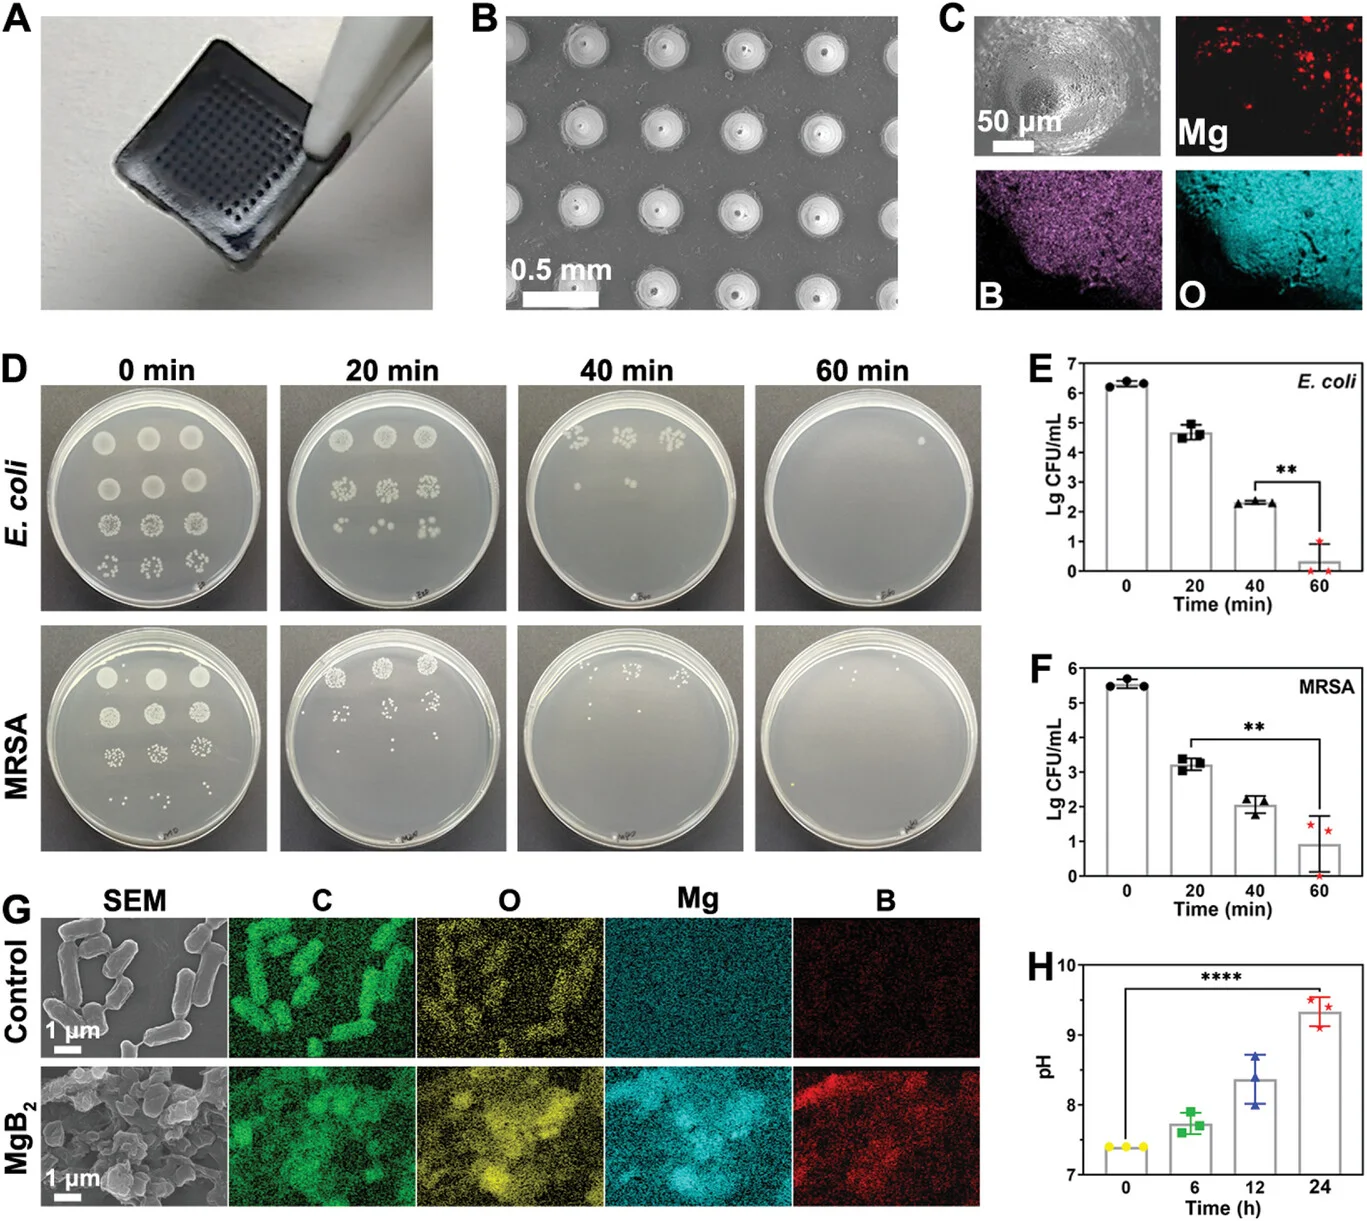 A
B
0.5 mm
C
50 μm
Mg
B
O
D
0 min
20 min
40 min
60 min
E. coli
MRSA
E
E. coli
Lg CFU/mL
7
6
5
4
3
2
1
0
**
0 20 40 60
Time (min)
F
MRSA
Lg CFU/mL
6
5
4
3
2
1
0
**
0 20 40 60
Time (min)
G
SEM C O Mg B
Control
1 μm
MgB2
1 μm
H
pH
10
9
8
7
****
0 6 12 24
Time (h)